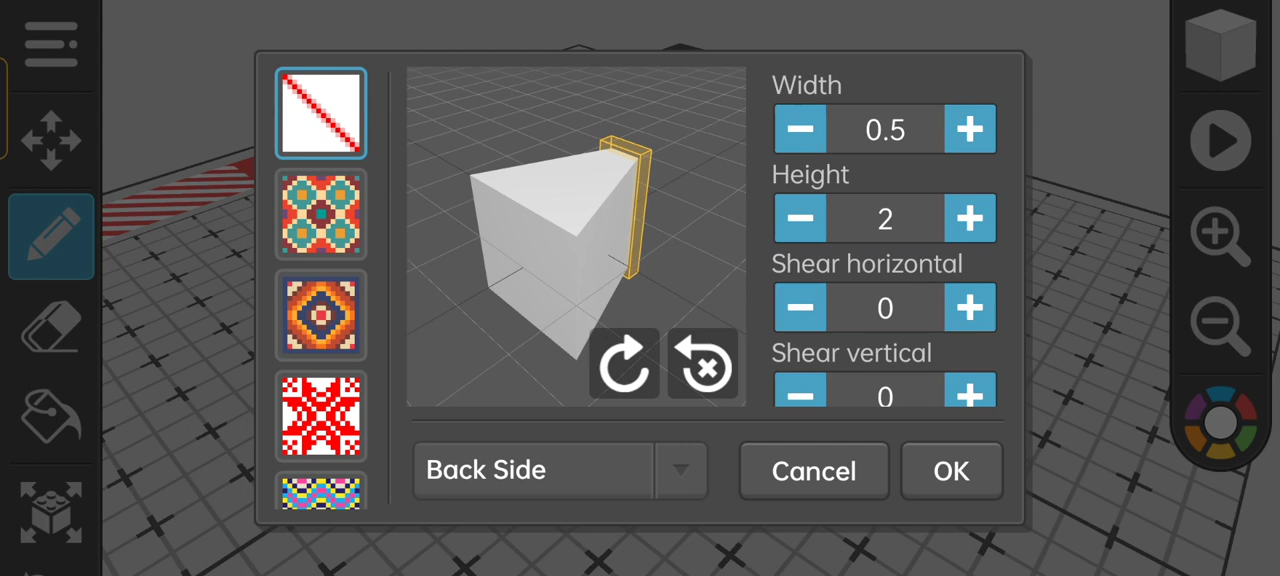 Width
0.5
Height
2
Shear horizontal
0
Shear vertical
0
Back Side
Cancel
OK